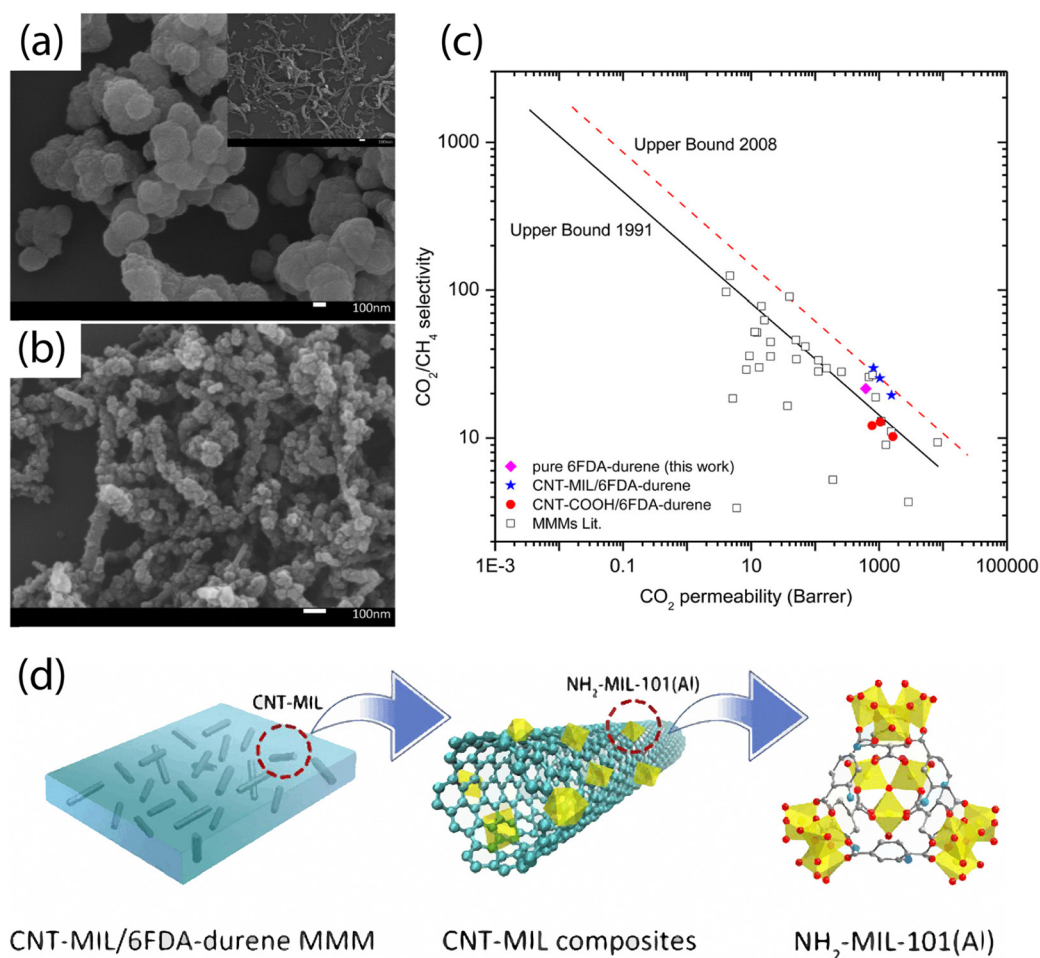 (a)
100nm
100nm
(b)
100nm
(c)
CO₂/CH₄ selectivity
1000
100
10
Upper Bound 2008
Upper Bound 1991
pure 6FDA-durene (this work)
CNT-MIL/6FDA-durene
CNT-COOH/6FDA-durene
MMMs Lit.
1E-3
0.1
10
1000
100000
CO₂ permeability (Barrer)
(d)
CNT-MIL
NH₂-MIL-101(Al)
CNT-MIL/6FDA-durene MMM
CNT-MIL composites
NH₂-MIL-101(Al)